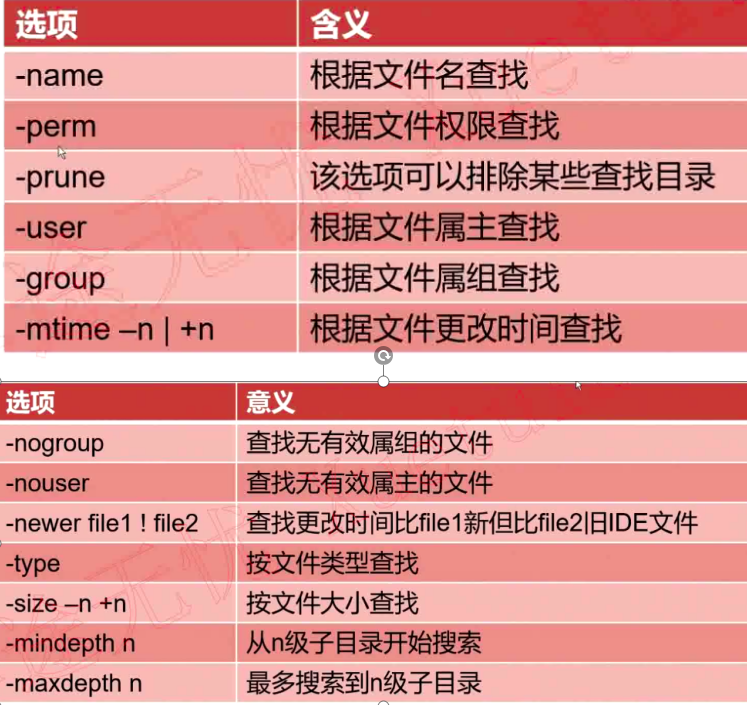 选项 含义
-name 根据文件名查找
-perm 根据文件权限查找
-prune 该选项可以排除某些查找目录
-user 根据文件属主查找
-group 根据文件属组查找
-mtime –n | +n 根据文件更改时间查找
选项 意义
-nogroup 查找无有效属组的文件
-nouser 查找无有效属主的文件
-newer file1 ! file2 查找更改时间比file1新但比file2旧IDE文件
-type 按文件类型查找
-size –n +n 按文件大小查找
-mindepth n 从n级子目录开始搜索
-maxdepth n 最多搜索到n级子目录